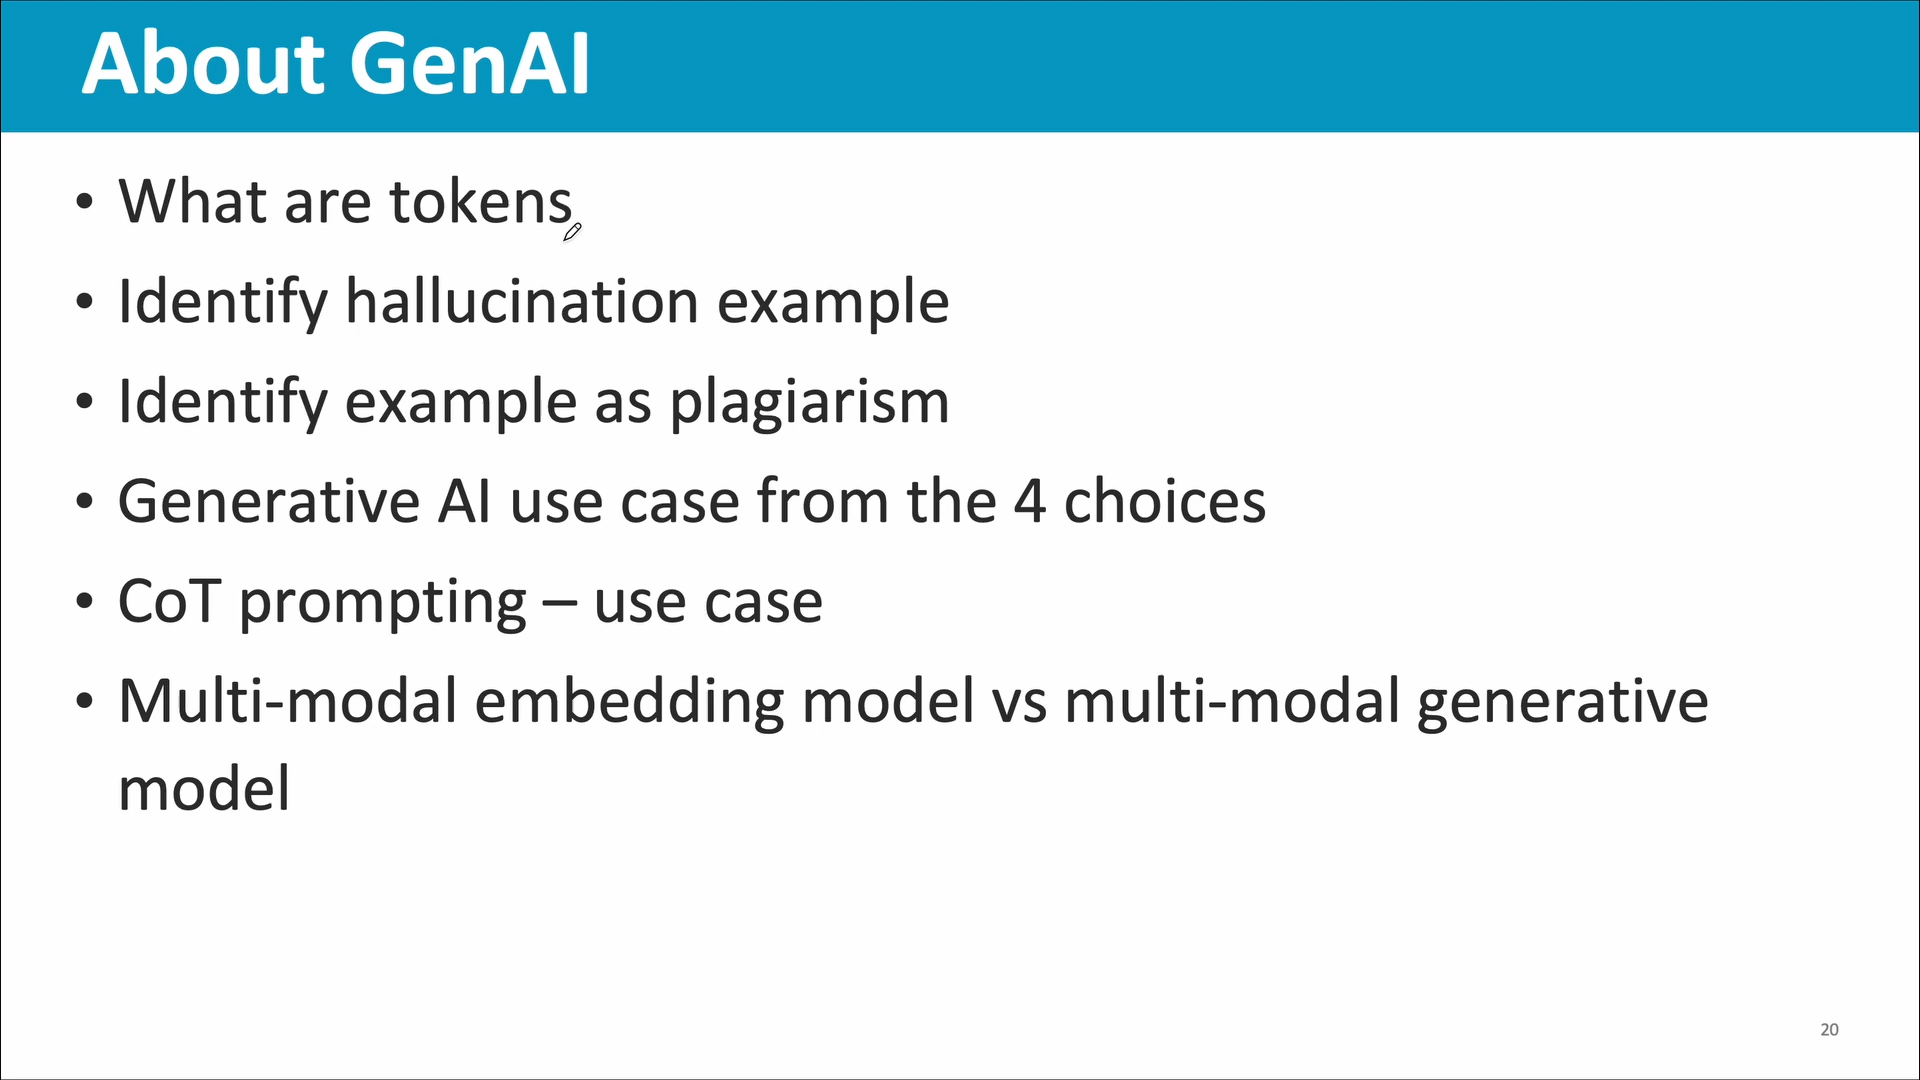 About GenAI
• What are tokens
• Identify hallucination example
• Identify example as plagiarism
• Generative AI use case from the 4 choices
• CoT prompting – use case
• Multi-modal embedding model vs multi-modal generative
model
20